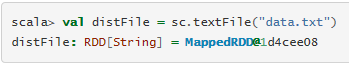 scala> val distFile = sc.textFile("data.txt")
distFile: RDD[String] = MappedRDD@1d4cee08